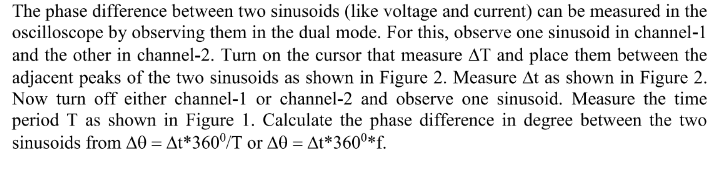 The phase difference between two sinusoids (like voltage and current) can be measured in the
oscilloscope by observing them in the dual mode. For this, observe one sinusoid in channel-1
and the other in channel-2. Turn on the cursor that measure ΔT and place them between the
adjacent peaks of the two sinusoids as shown in Figure 2. Measure Δt as shown in Figure 2.
Now turn off either channel-1 or channel-2 and observe one sinusoid. Measure the time
period T as shown in Figure 1. Calculate the phase difference in degree between the two
sinusoids from Δθ = Δt*360⁰/T or Δθ = Δt*360⁰*f.